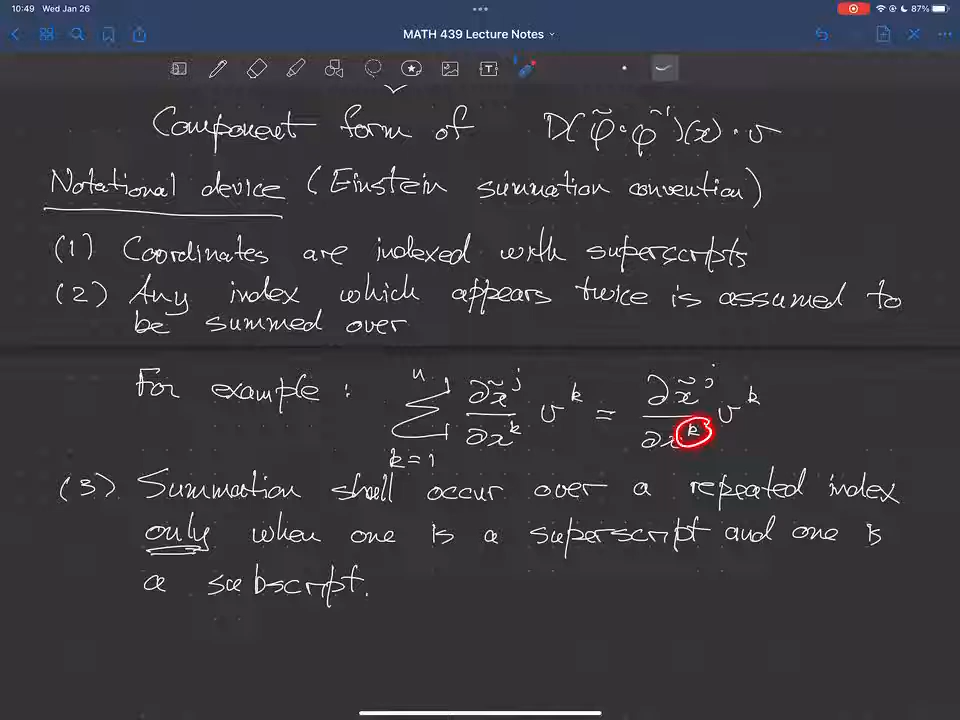 10:49 Wed Jan 26
87%
MATH 439 Lecture Notes
Component form of D(φ̃∘φ⁻¹)(x)·v
Notational device (Einstein summation convention)
(1) Coordinates are indexed with superscripts
(2) Any index which appears twice is assumed to
be summed over
For example: ∑_{k=1}^{n} ∂x̃^j/∂x^k v^k = ∂x̃^j/∂x^k v^k
(3) Summation shall occur over a repeated index
only when one is a superscript and one is
a subscript.